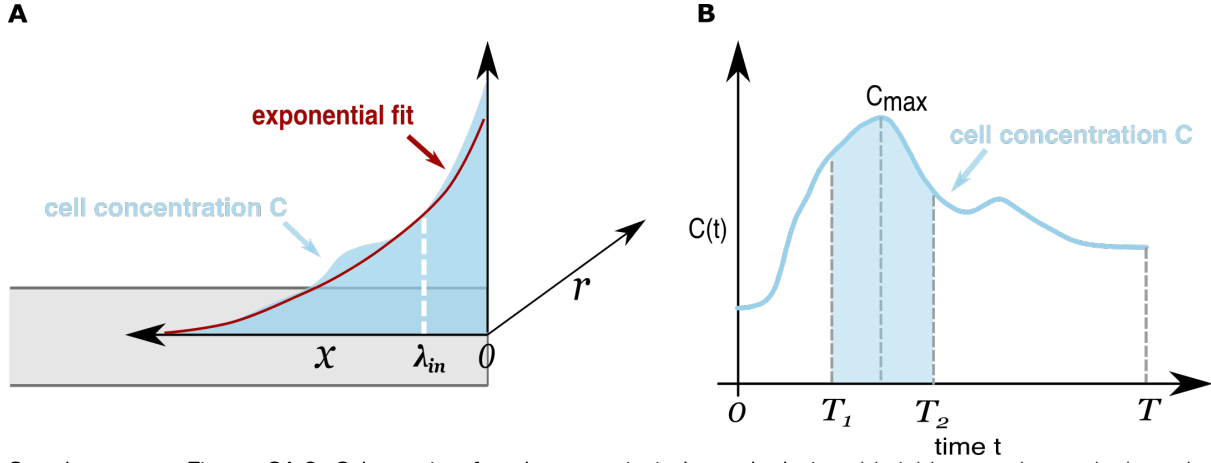 A
exponential fit
cell concentration C
r
x
λin
0
B
Cmax
cell concentration C
C(t)
0
T1
T2
T
time t